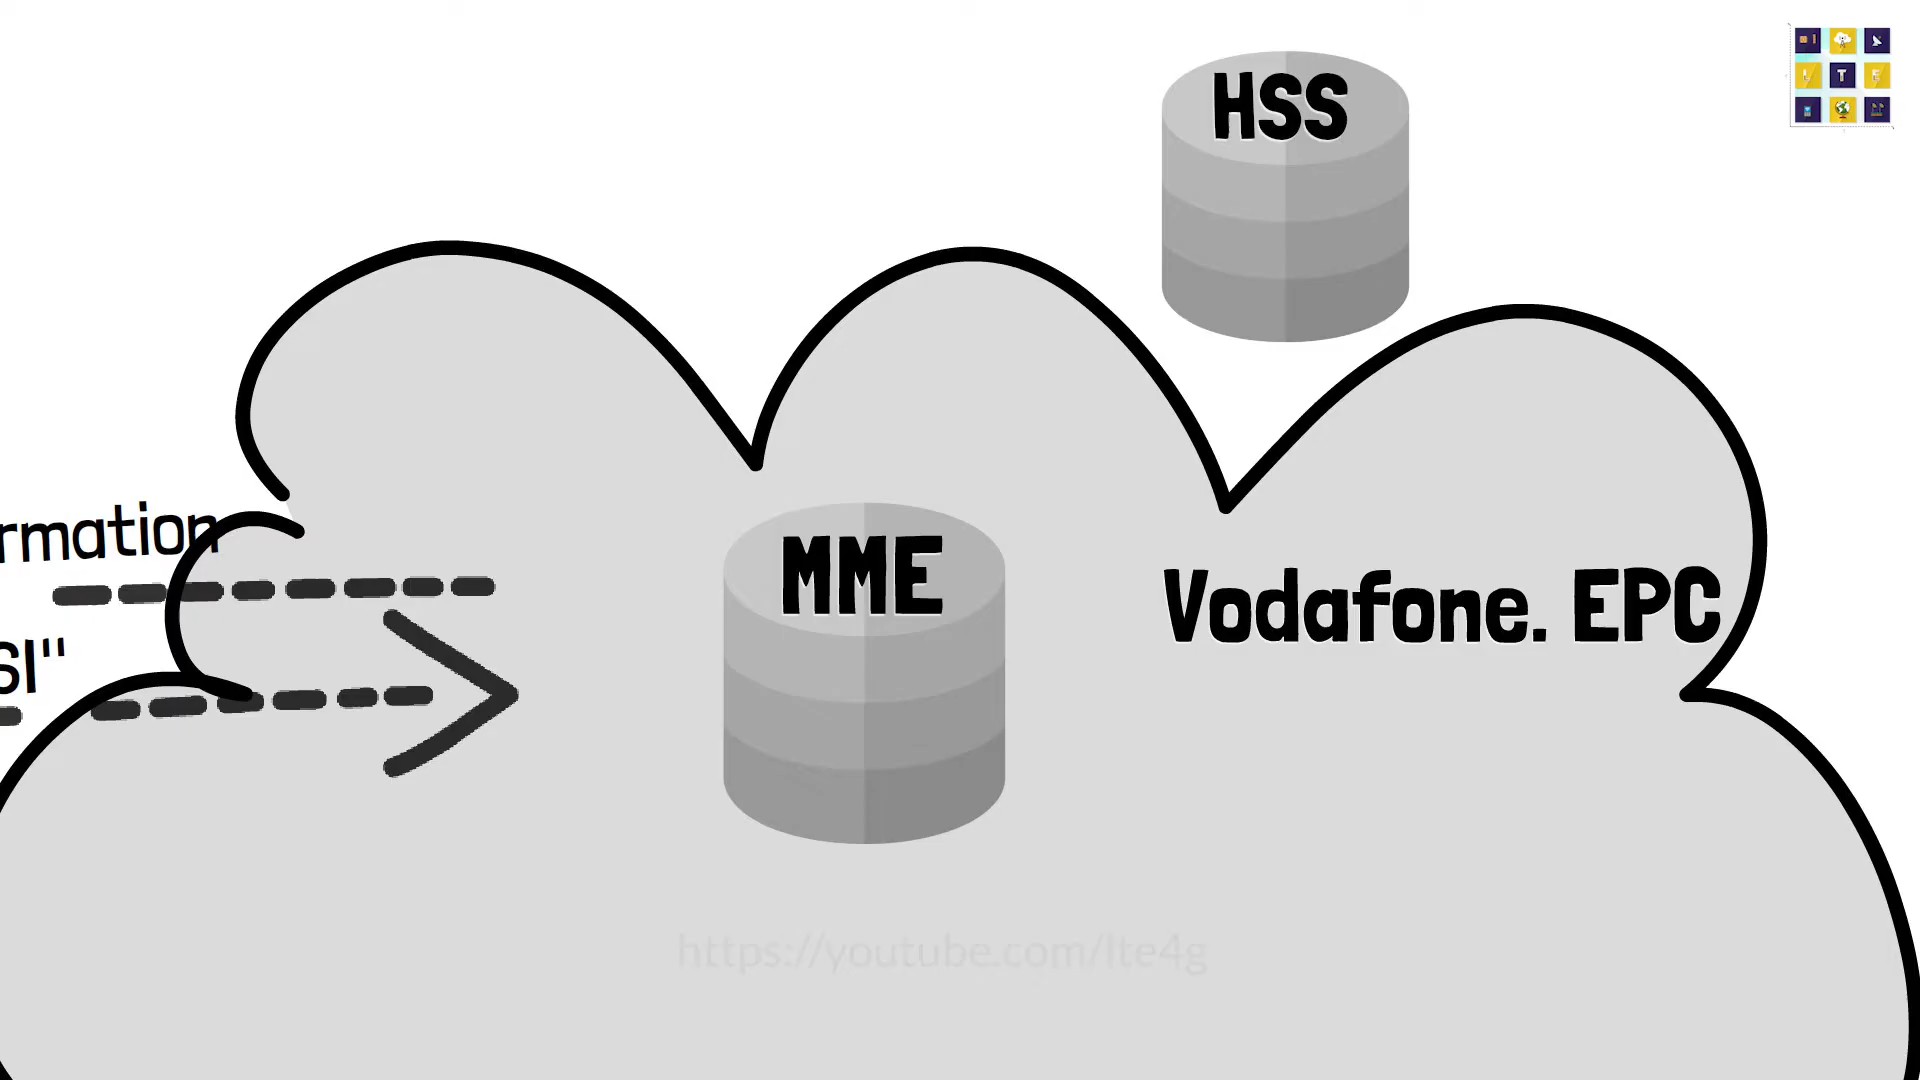 HSS
rmation
MME
Vodafone. EPC
SI"
https://youtube.com/lte4g
L T E